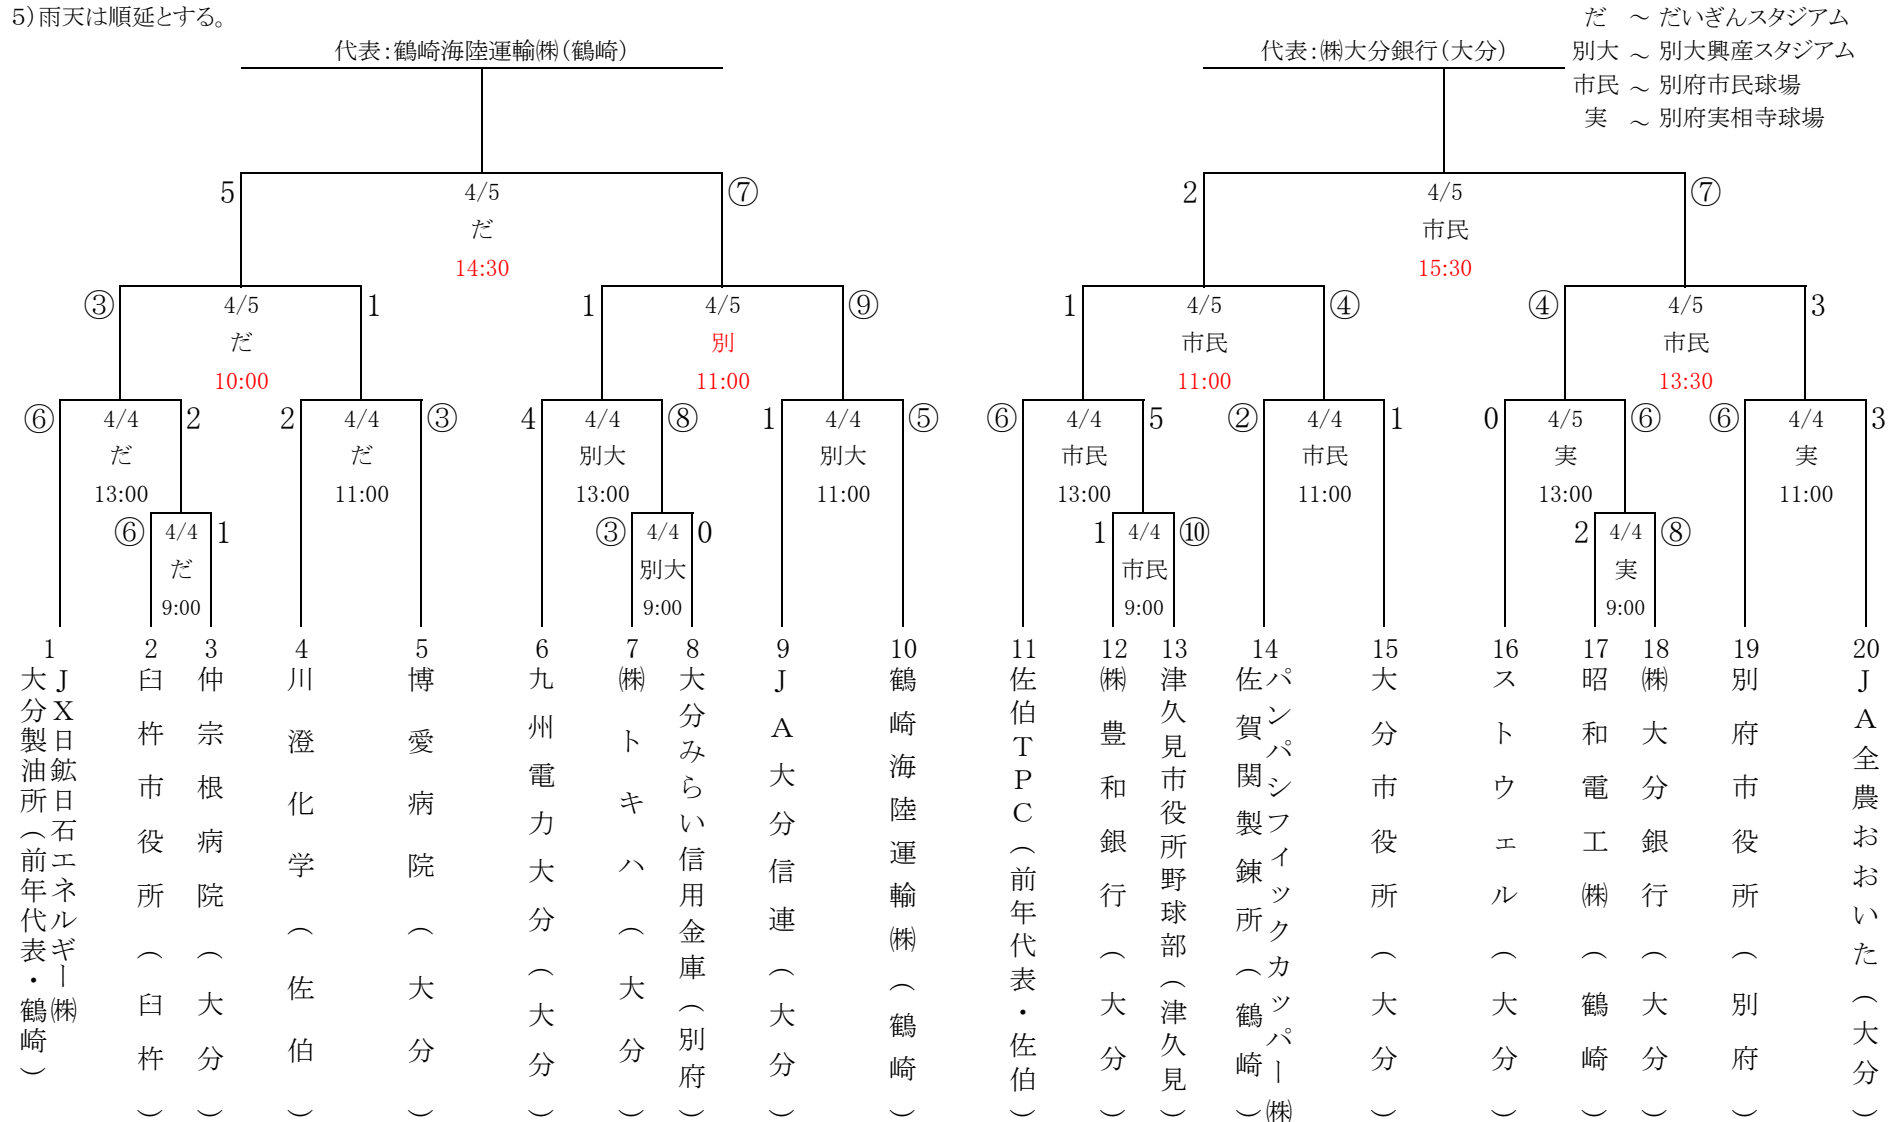 5)雨天は順延とする。
だ ～ だいぎんスタジアム
別大 ～ 別大興産スタジアム
市民 ～ 別府市民球場
実 ～ 別府実相寺球場
代表:鶴崎海陸運輸㈱(鶴崎)
代表:㈱大分銀行(大分)
5 4/5 ⑦
だ
14:30
2 4/5 ⑦
市民
15:30
③ 4/5 1
だ
10:00
1 4/5 ⑨
別
11:00
1 4/5 ④
市民
11:00
④ 4/5 3
市民
13:30
⑥ 4/4 2
だ
13:00
2 4/4 ③
だ
11:00
4 4/4 ⑧
別大
13:00
1 4/4 ⑤
別大
11:00
⑥ 4/4 5
市民
13:00
② 4/4 1
市民
11:00
0 4/5 ⑥
実
13:00
⑥ 4/4 3
実
11:00
⑥ 4/4 1
だ
9:00
③ 4/4 0
別大
9:00
1 4/4 ⑩
市民
9:00
2 4/4 ⑧
実
9:00
1
JX日鉱日石エネルギー㈱
大分製油所(前年代表・鶴崎)
2
臼杵市役所(臼杵)
3
仲宗根病院(大分)
4
川澄化学(佐伯)
5
博愛病院(大分)
6
九州電力大分(大分)
7
㈱トキハ(大分)
8
大分みらい信用金庫(別府)
9
JA大分信連(大分)
10
鶴崎海陸運輸㈱(鶴崎)
11
佐伯TPC(前年代表・佐伯)
12
㈱豊和銀行(大分)
13
津久見市役所野球部(津久見)
14
パンパシフィックカッパー㈱
佐賀関製錬所(鶴崎)
15
大分市役所(大分)
16
ストウェル(大分)
17
昭和電工㈱(鶴崎)
18
㈱大分銀行(大分)
19
別府市役所(別府)
20
JA全農おおいた(大分)